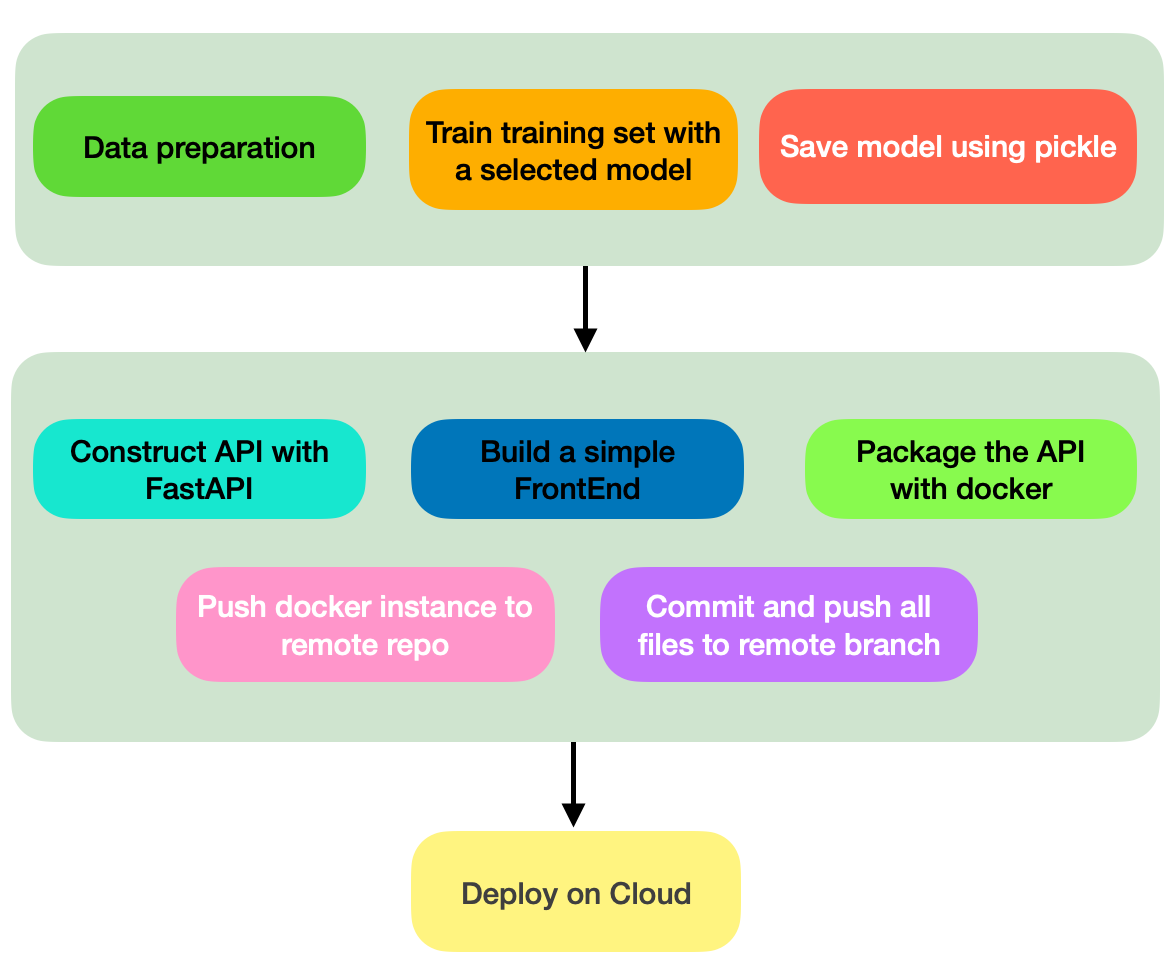 Data preparation
Train training set with
a selected model
Save model using pickle
Construct API with
FastAPI
Build a simple
FrontEnd
Package the API
with docker
Push docker instance to
remote repo
Commit and push all
files to remote branch
Deploy on Cloud